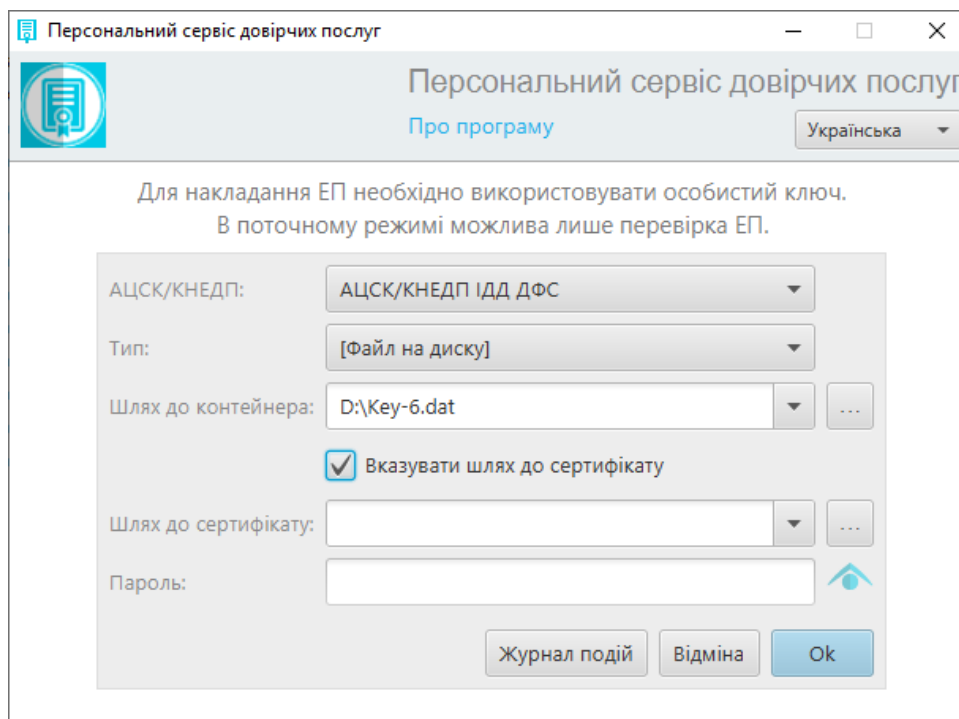 Персональний сервіс довірчих послуг
Персональний сервіс довірчих послуг
Про програму
Українська
Для накладання ЕП необхідно використовувати особистий ключ.
В поточному режимі можлива лише перевірка ЕП.
АЦСК/КНЕДП: АЦСК/КНЕДП ІДД ДФС
Тип: [Файл на диску]
Шлях до контейнера: D:\Key-6.dat ...
Вказувати шлях до сертифікату
Шлях до сертифікату: ...
Пароль:
Журнал подій Відміна Ok